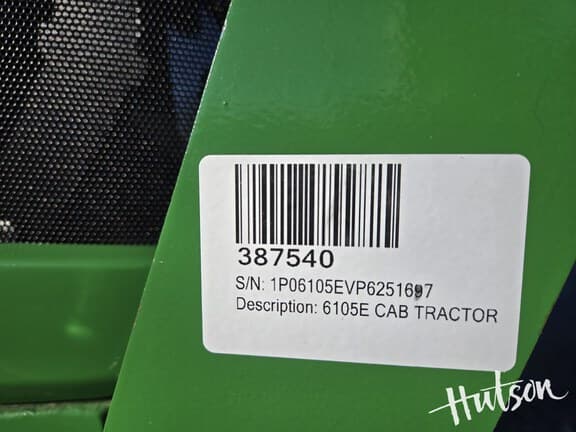 387540
S/N: 1P06105EVP6251697
Description: 6105E CAB TRACTOR
Hutson